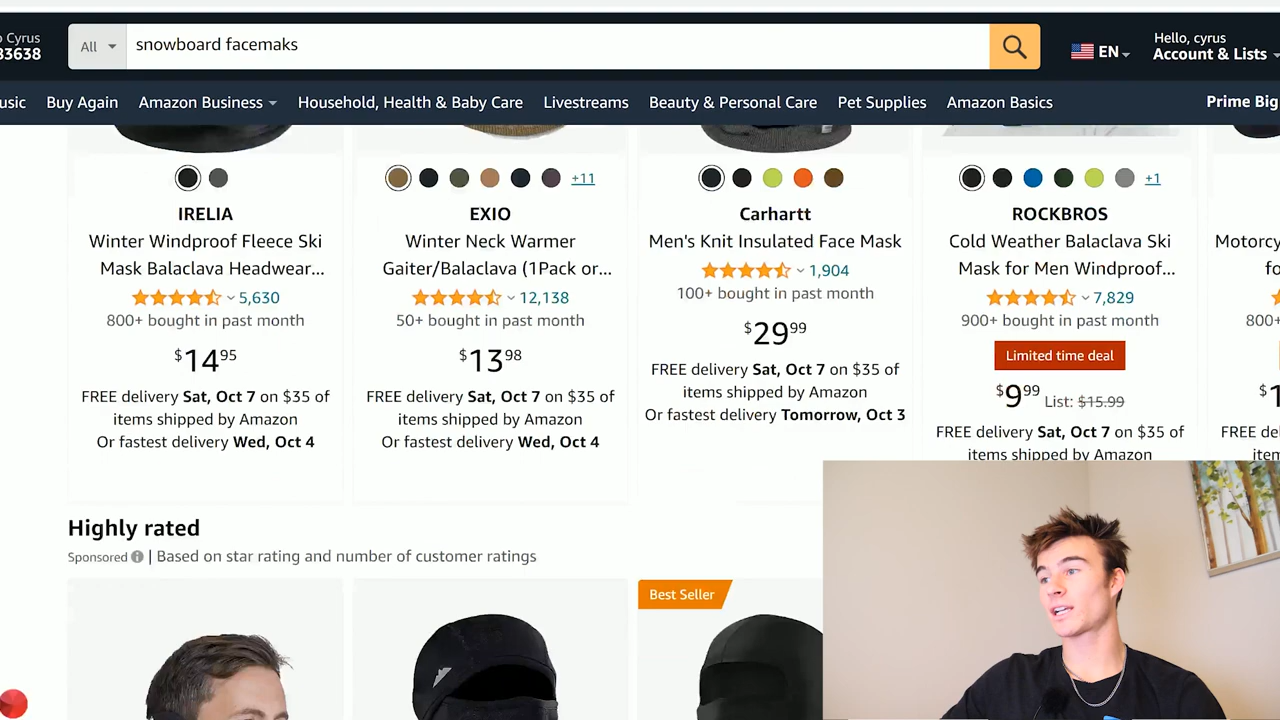 o Cyrus
83638
All
snowboard facemaks
EN
Hello, cyrus
Account & Lists
usic
Buy Again
Amazon Business
Household, Health & Baby Care
Livestreams
Beauty & Personal Care
Pet Supplies
Amazon Basics
Prime Big
IRELIA
Winter Windproof Fleece Ski
Mask Balaclava Headwear...
5,630
800+ bought in past month
$14 95
FREE delivery Sat, Oct 7 on $35 of
items shipped by Amazon
Or fastest delivery Wed, Oct 4
+11
EXIO
Winter Neck Warmer
Gaiter/Balaclava (1Pack or...
12,138
50+ bought in past month
$13 98
FREE delivery Sat, Oct 7 on $35 of
items shipped by Amazon
Or fastest delivery Wed, Oct 4
Carhartt
Men's Knit Insulated Face Mask
1,904
100+ bought in past month
$29 99
FREE delivery Sat, Oct 7 on $35 of
items shipped by Amazon
Or fastest delivery Tomorrow, Oct 3
+1
ROCKBROS
Cold Weather Balaclava Ski
Mask for Men Windproof...
7,829
900+ bought in past month
Limited time deal
$9 99 List: $15.99
FREE delivery Sat, Oct 7 on $35 of
items shipped by Amazon
Motorcy
fo
800+
$1
FREE de
item
Highly rated
Sponsored | Based on star rating and number of customer ratings
Best Seller